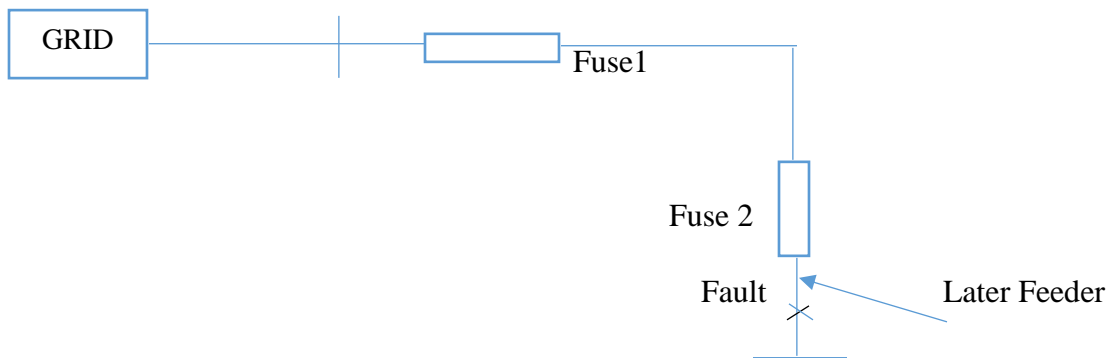 GRID
Fuse1
Fuse 2
Fault
Later Feeder